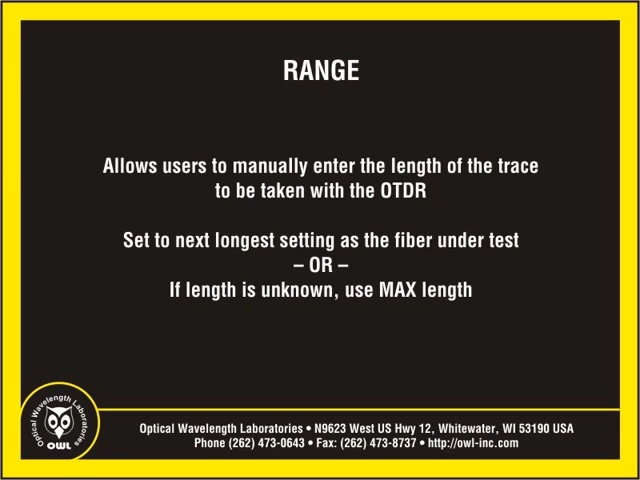 RANGE
Allows users to manually enter the length of the trace
to be taken with the OTDR
Set to next longest setting as the fiber under test
– OR –
If length is unknown, use MAX length
Optical Wavelength Laboratories
OWL
Optical Wavelength Laboratories • N9623 West US Hwy 12, Whitewater, WI 53190 USA
Phone (262) 473-0643 • Fax: (262) 473-8737 • http://owl-inc.com